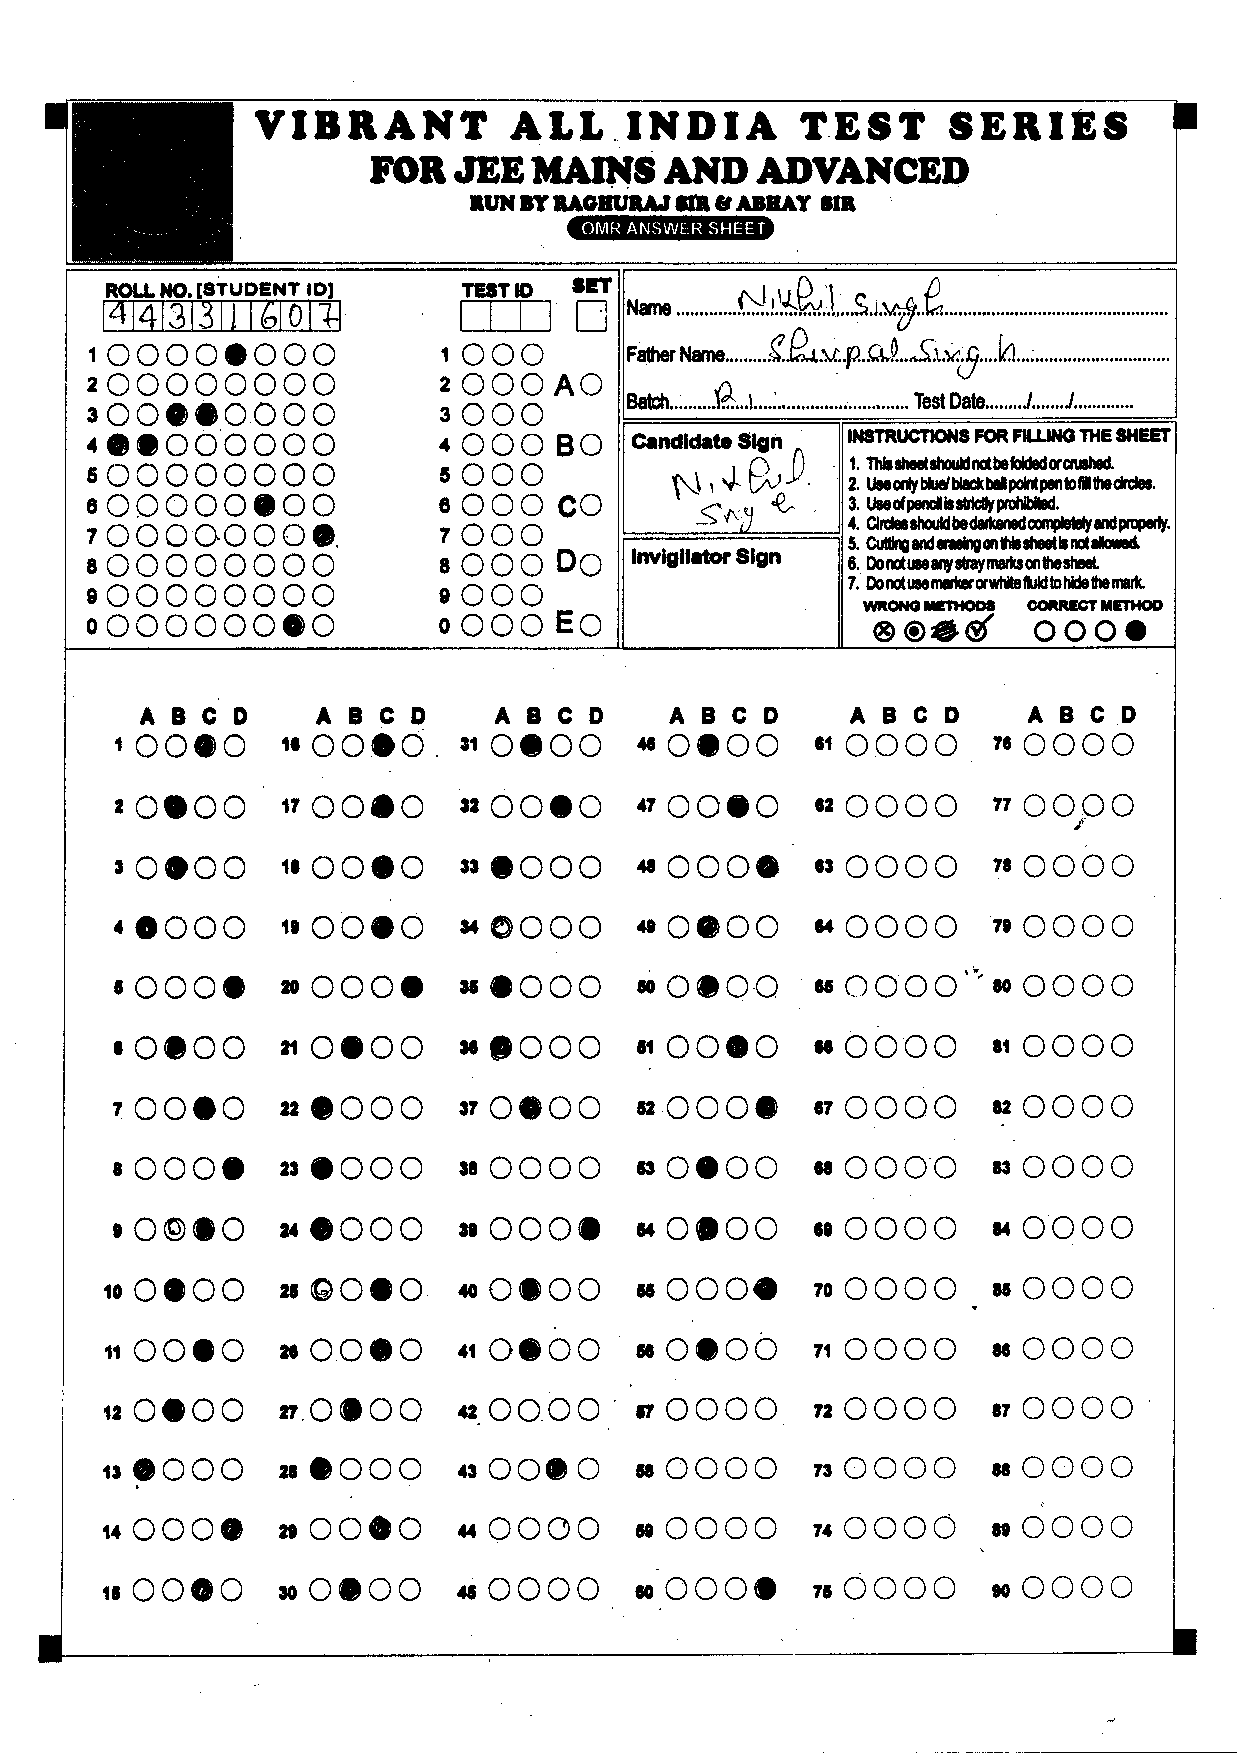 VIBRANT ALL INDIA TEST SERIES
FOR JEE MAINS AND ADVANCED
RUN BY RAGHURAJ SIR & ABHAY SIR
OMR ANSWER SHEET
ROLL NO. [STUDENT ID] TEST ID SET
4 4 3 3 1 6 0 7
Name Nikhil singh
Father Name Shivpal Singh
Batch Test Date / /
1 1
2 2 A
3 3
4 4 B
5 5
6 6 C
7 7
8 8 D
9 9
0 0 E
Candidate Sign
Nikhil
Invigilator Sign
INSTRUCTIONS FOR FILLING THE SHEET
1. This sheet should not be folded or crushed.
2. Use only blue/ black ball point pen to fill the circles.
3. Use of pencil is strictly prohibited.
4. Circles should be darkened completely and properly.
5. Cutting and erasing on this sheet is not allowed.
6. Do not use any stray marks on the sheet.
7. Do not use marker or white fluid to hide the mark.
WRONG METHODS CORRECT METHOD
A B C D A B C D A B C D A B C D A B C D A B C D
1 16 31 46 61 76
2 17 32 47 62 77
3 18 33 48 63 78
4 19 34 49 64 79
5 20 35 50 65 80
6 21 36 51 66 81
7 22 37 52 67 82
8 23 38 53 68 83
9 24 39 54 69 84
10 25 40 55 70 85
11 26 41 56 71 86
12 27 42 57 72 87
13 28 43 58 73 88
14 29 44 59 74 89
15 30 45 60 75 90